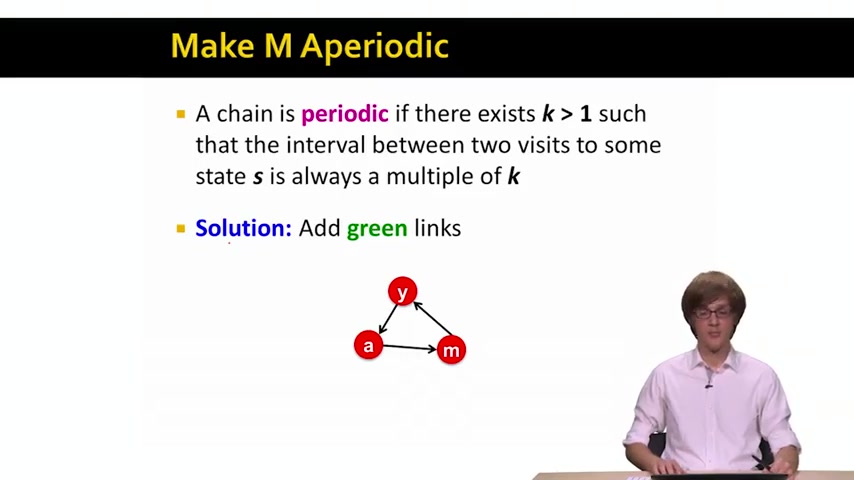 Make M Aperiodic
A chain is periodic if there exists k > 1 such
that the interval between two visits to some
state s is always a multiple of k
Solution: Add green links
y
a
m